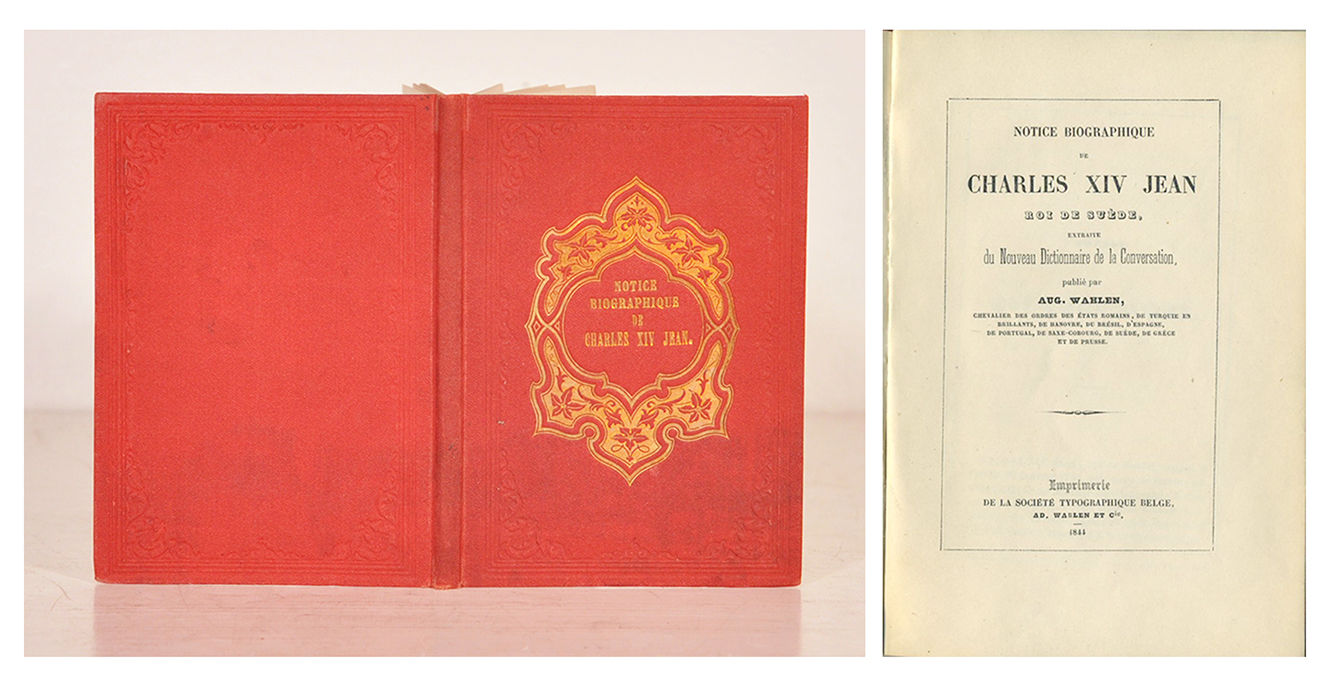 NOTICE
BIOGRAPHIQUE
DE
CHARLES XIV JEAN.
NOTICE BIOGRAPHIQUE
DE
CHARLES XIV JEAN
ROI DE SUÈDE,
EXTRAITE
du Nouveau Dictionnaire de la Conversation,
publié par
AUG. WAHLEN,
CHEVALIER DES ORDRES DES ÉTATS ROMAINS, DE TURQUIE EN
BRILLANTS, DE HANOVRE, DU BRÉSIL, D'ESPAGNE,
DE PORTUGAL, DE SAXE-COBOURG, DE SUÈDE, DE GRÈCE
ET DE PRUSSE.
Imprimerie
DE LA SOCIÉTÉ TYPOGRAPHIQUE BELGE,
AD. WAHLEN ET Cie.
1844